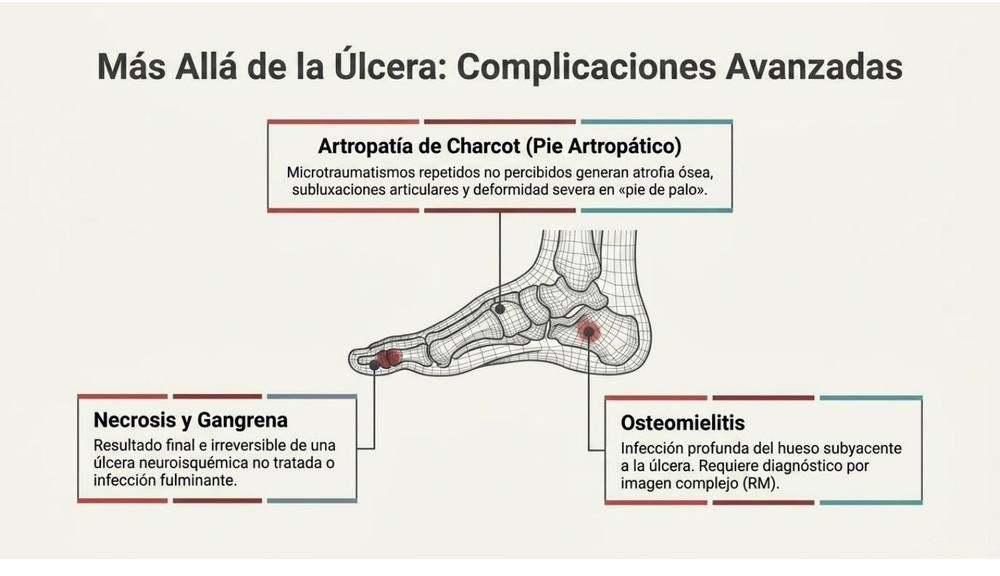 Más Allá de la Úlcera: Complicaciones Avanzadas
Artropatía de Charcot (Pie Artropático)
Microtraumatismos repetidos no percibidos generan atrofia ósea,
subluxaciones articulares y deformidad severa en «pie de palo».
Necrosis y Gangrena
Resultado final e irreversible de una
úlcera neuroisquémica no tratada o
infección fulminante.
Osteomielitis
Infección profunda del hueso subyacente
a la úlcera. Requiere diagnóstico por
imagen complejo (RM).